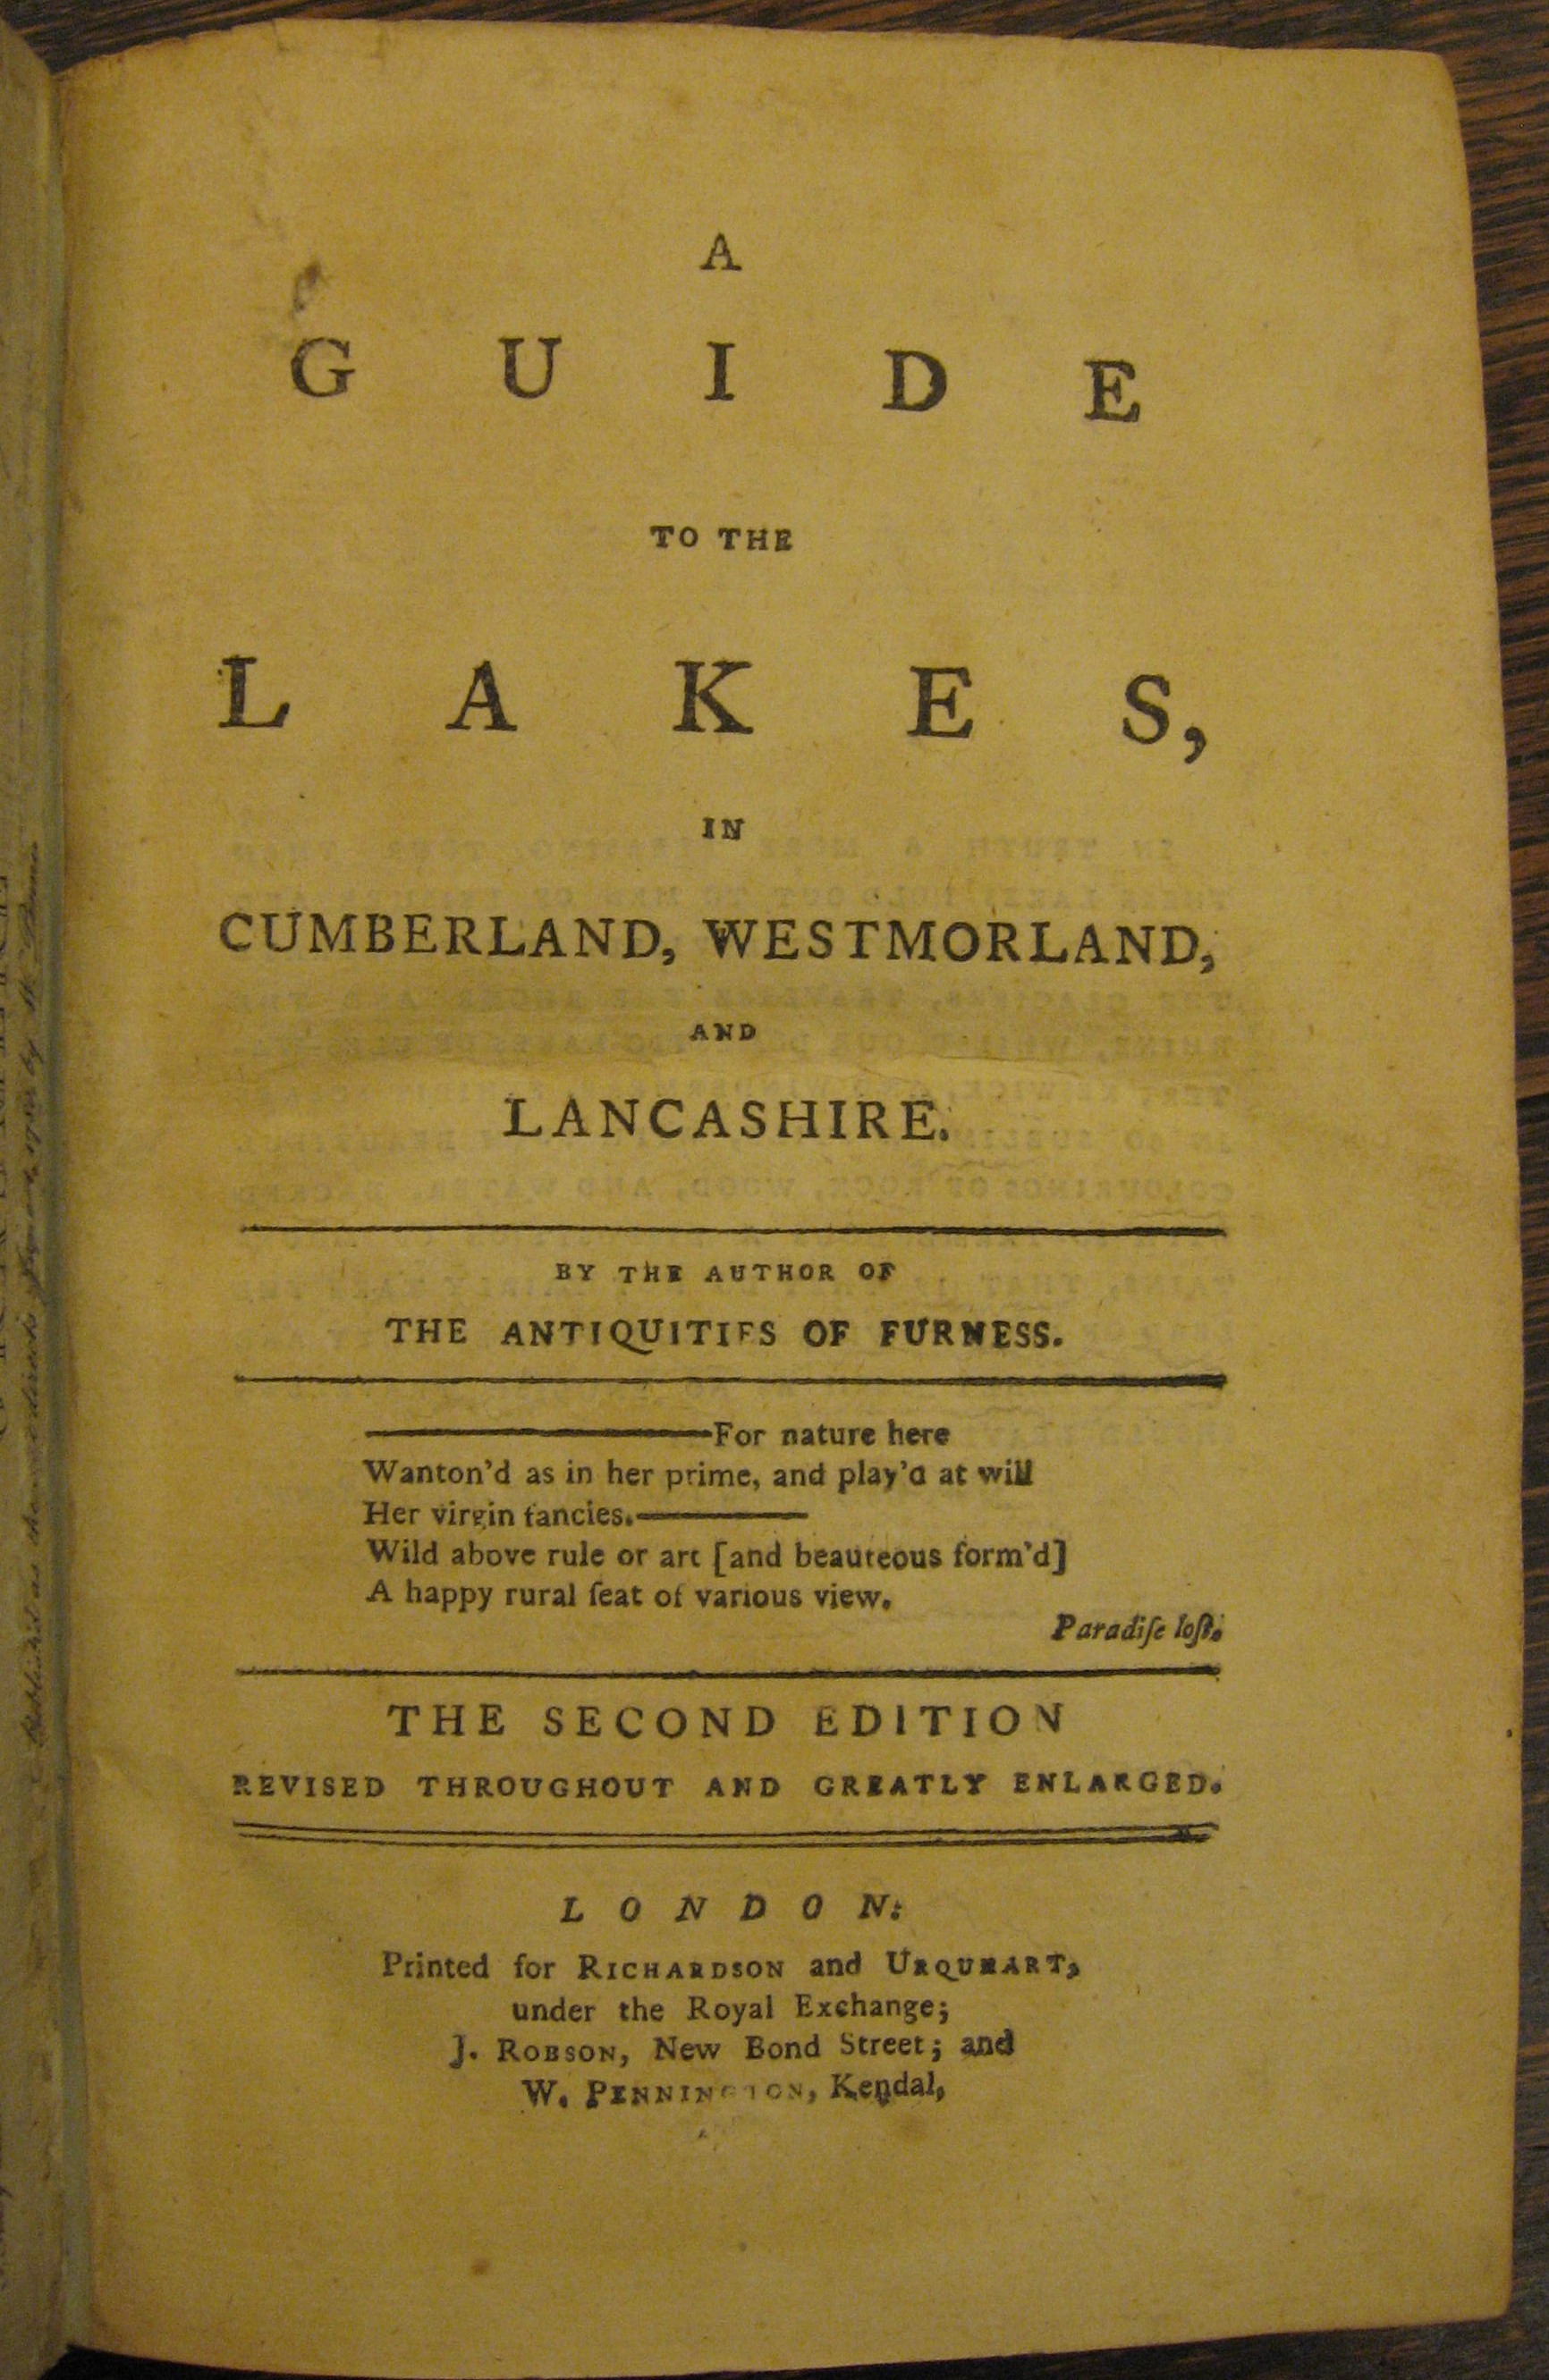 A
GUIDE
TO THE
LAKES,
IN
CUMBERLAND, WESTMORLAND,
AND
LANCASHIRE.
BY THE AUTHOR OF
THE ANTIQUITIES OF FURNESS.
———For nature here
Wanton'd as in her prime, and play'd at will
Her virgin fancies.———
Wild above rule or art [and beauteous form'd]
A happy rural ſeat of various view.
Paradiſe loſt.
THE SECOND EDITION
REVISED THROUGHOUT AND GREATLY ENLARGED.
LONDON:
Printed for RICHARDSON and URQUHART,
under the Royal Exchange;
J. ROBSON, New Bond Street; and
W. PENNINGTON, Kendal,